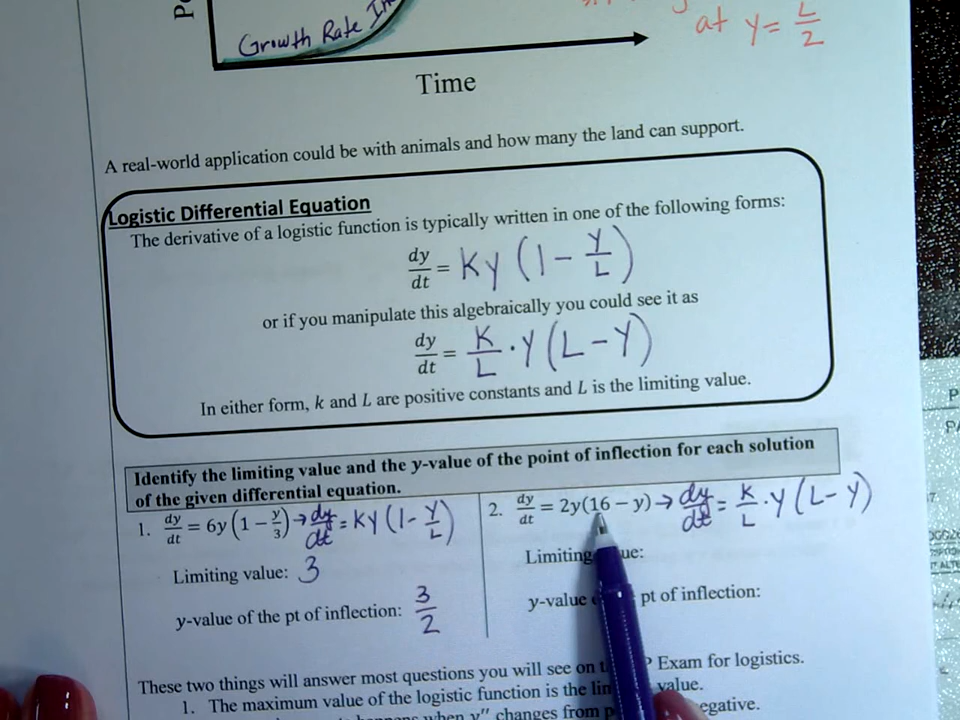 Growth Rate
at y = L/2
Time
A real-world application could be with animals and how many the land can support.
Logistic Differential Equation
The derivative of a logistic function is typically written in one of the following forms:
dy/dt = Ky (1 - Y/L)
or if you manipulate this algebraically you could see it as
dy/dt = K/L · Y (L - Y)
In either form, k and L are positive constants and L is the limiting value.
Identify the limiting value and the y-value of the point of inflection for each solution
of the given differential equation.
1. dy/dt = 6y(1 - y/3) → dy/dt = KY(1 - Y/L)
Limiting value: 3
y-value of the pt of inflection: 3/2
2. dy/dt = 2y(16 - y) → dy/dt = K/L · Y (L - Y)
Limiting
y-value pt of inflection:
These two things will answer most questions you will see on Exam for logistics.
1. The maximum value of the logistic function is the value.
when y'' changes from